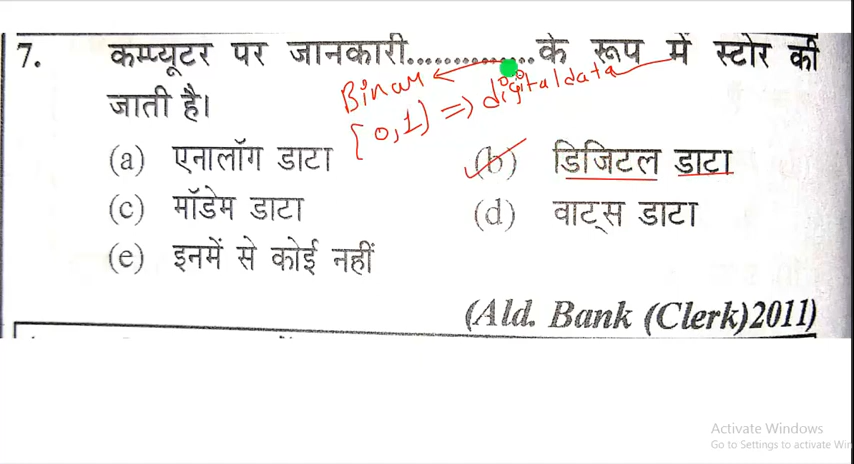 7. कम्प्यूटर पर जानकारी...............के रूप में स्टोर की
Binary
digital data
जाती है।
[0,1) =>
(a) एनालॉग डाटा (b) डिजिटल डाटा
(c) मॉडेम डाटा (d) वाट्स डाटा
(e) इनमें से कोई नहीं
(Ald. Bank (Clerk)2011)
Activate Windows
Go to Settings to activate Win